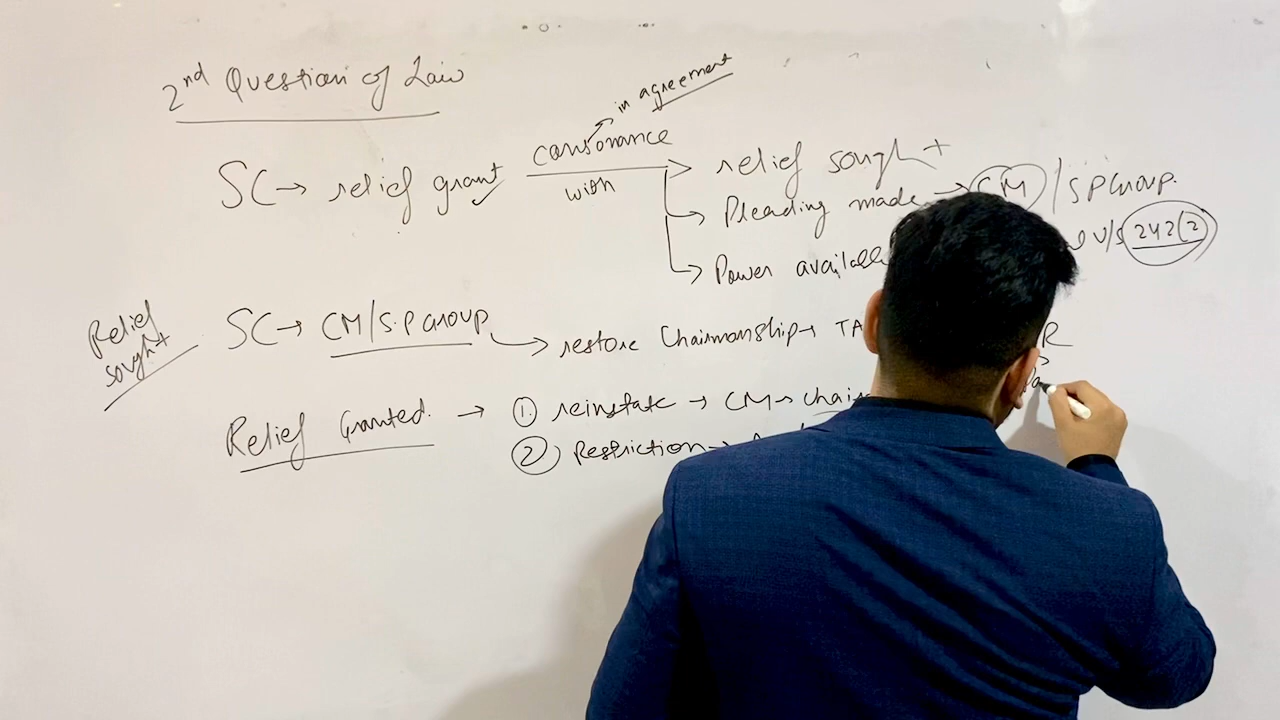 2nd Question of Law
in agreement
SC → relief grant consonance with → relief sought
Pleading made → CM / S P Group.
Power availabl u/s 242(2)
Relief sought
SC → CM/S.P Group → restore Chairmanship → TA
Relief Granted. → ① reinstate → CM → chai
② Restriction →